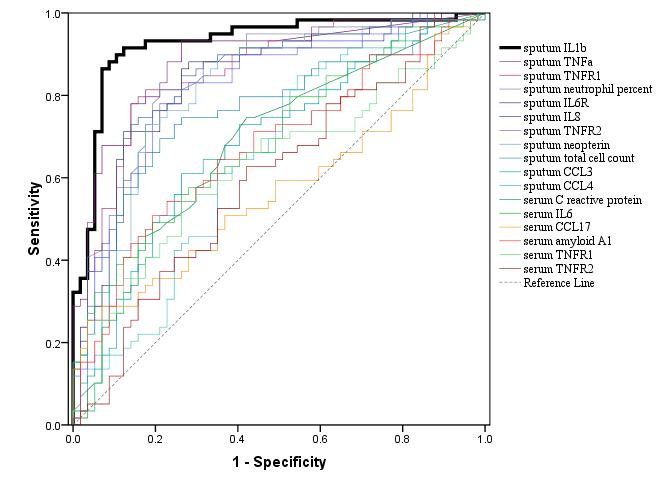 1.0
0.8
0.6
0.4
0.2
0.0
Sensitivity
0.0 0.2 0.4 0.6 0.8 1.0
1 - Specificity
sputum IL1b
sputum TNFa
sputum TNFR1
sputum neutrophil percent
sputum IL6R
sputum IL8
sputum TNFR2
sputum neopterin
sputum total cell count
sputum CCL3
sputum CCL4
serum C reactive protein
serum IL6
serum CCL17
serum amyloid A1
serum TNFR1
serum TNFR2
Reference Line